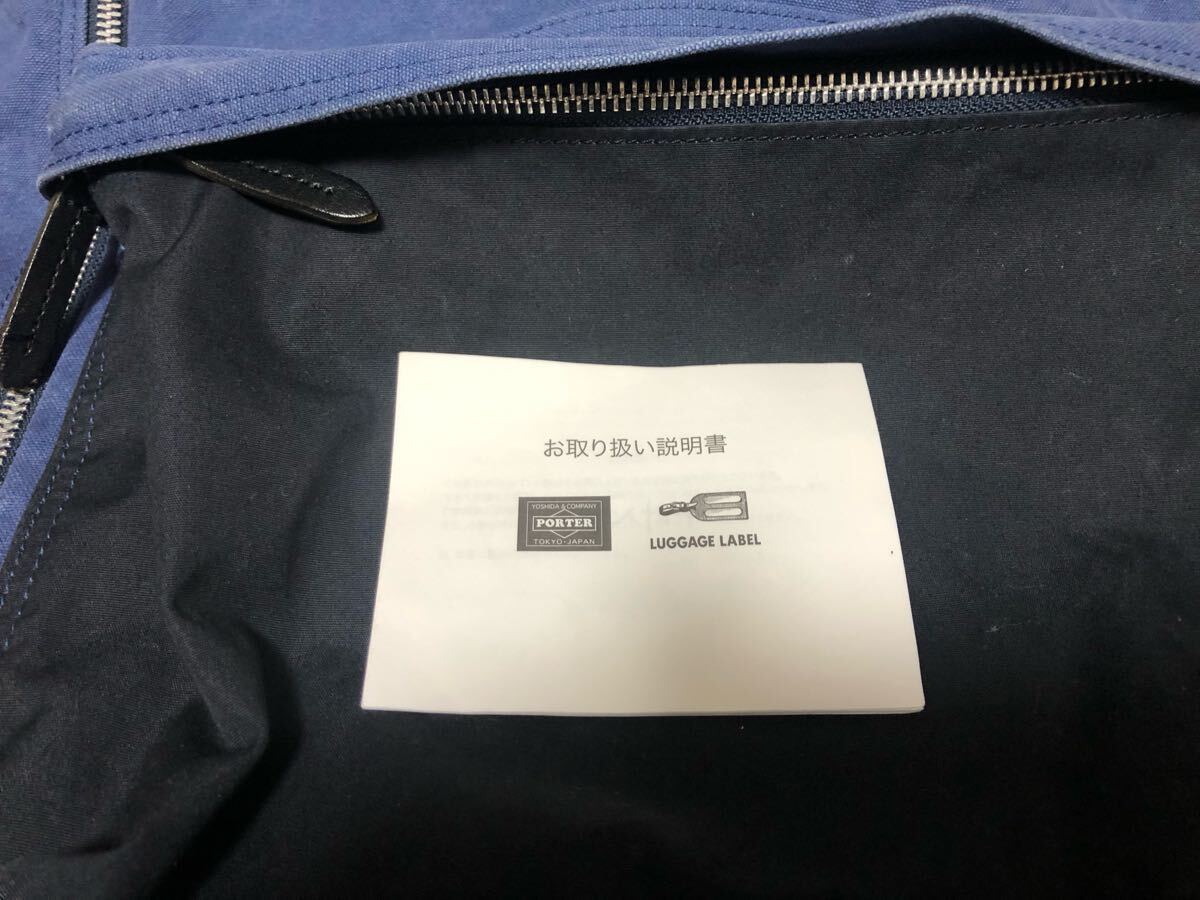 お取り扱い説明書
YOSHIDA & COMPANY
PORTER
TOKYO・JAPAN
LUGGAGE LABEL